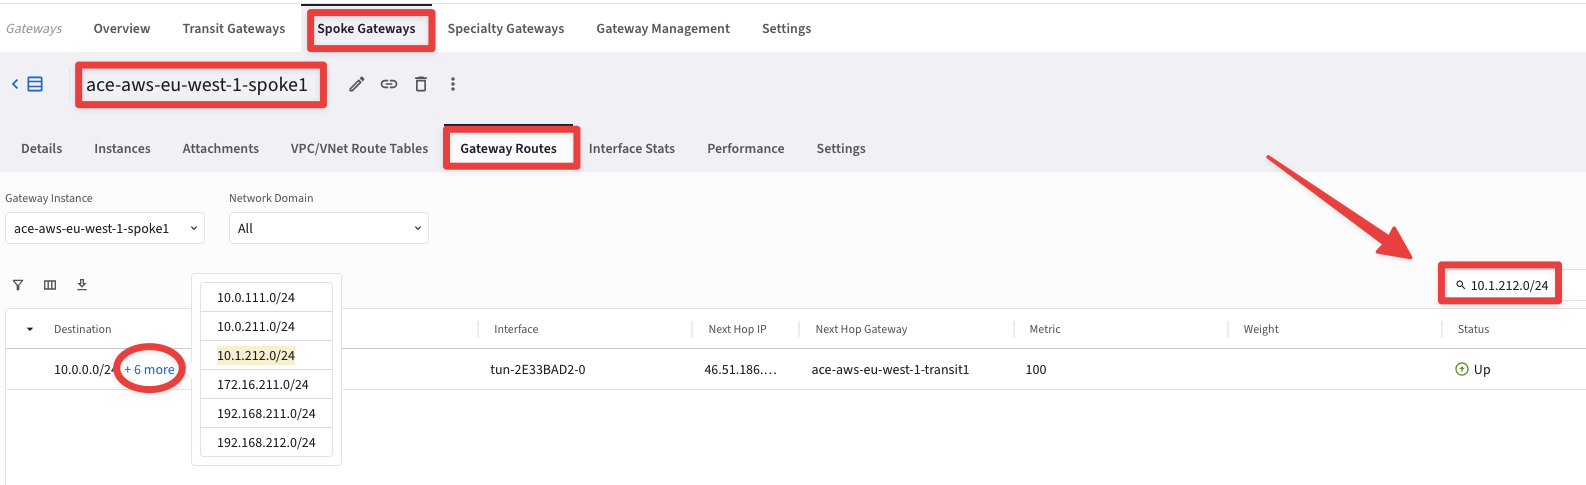 Gateways Overview Transit Gateways Spoke Gateways Specialty Gateways Gateway Management Settings
ace-aws-eu-west-1-spoke1
Details Instances Attachments VPC/VNet Route Tables Gateway Routes Interface Stats Performance Settings
Gateway Instance Network Domain
ace-aws-eu-west-1-spoke1 All
10.1.212.0/24
Destination Interface Next Hop IP Next Hop Gateway Metric Weight Status
10.0.0.0/24 + 6 more tun-2E33BAD2-0 46.51.186.... ace-aws-eu-west-1-transit1 100 Up
10.0.111.0/24
10.0.211.0/24
10.1.212.0/24
172.16.211.0/24
192.168.211.0/24
192.168.212.0/24